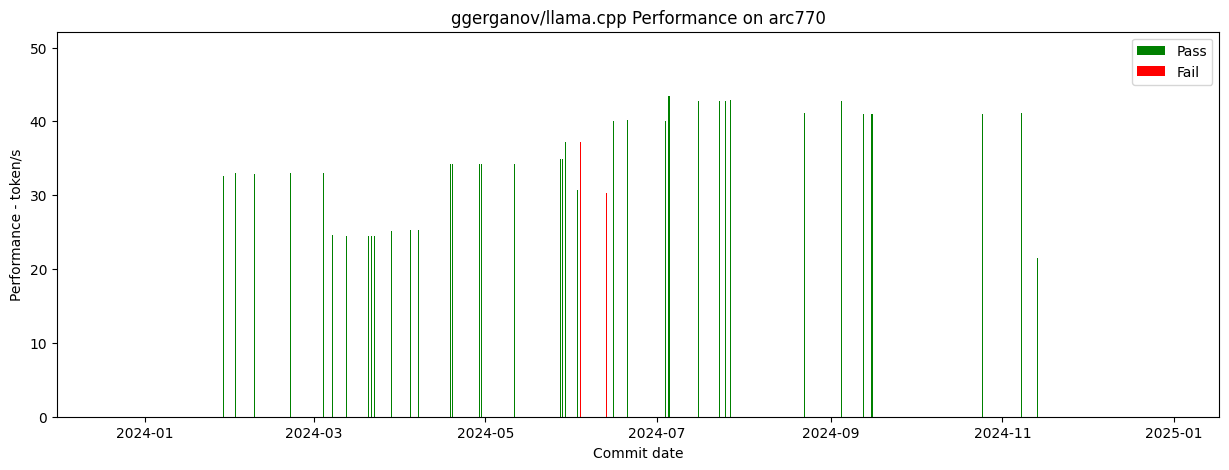 ggerganov/llama.cpp Performance on arc770
Performance - token/s
50
40
30
20
10
0
Pass
Fail
2024-01
2024-03
2024-05
2024-07
2024-09
2024-11
2025-01
Commit date